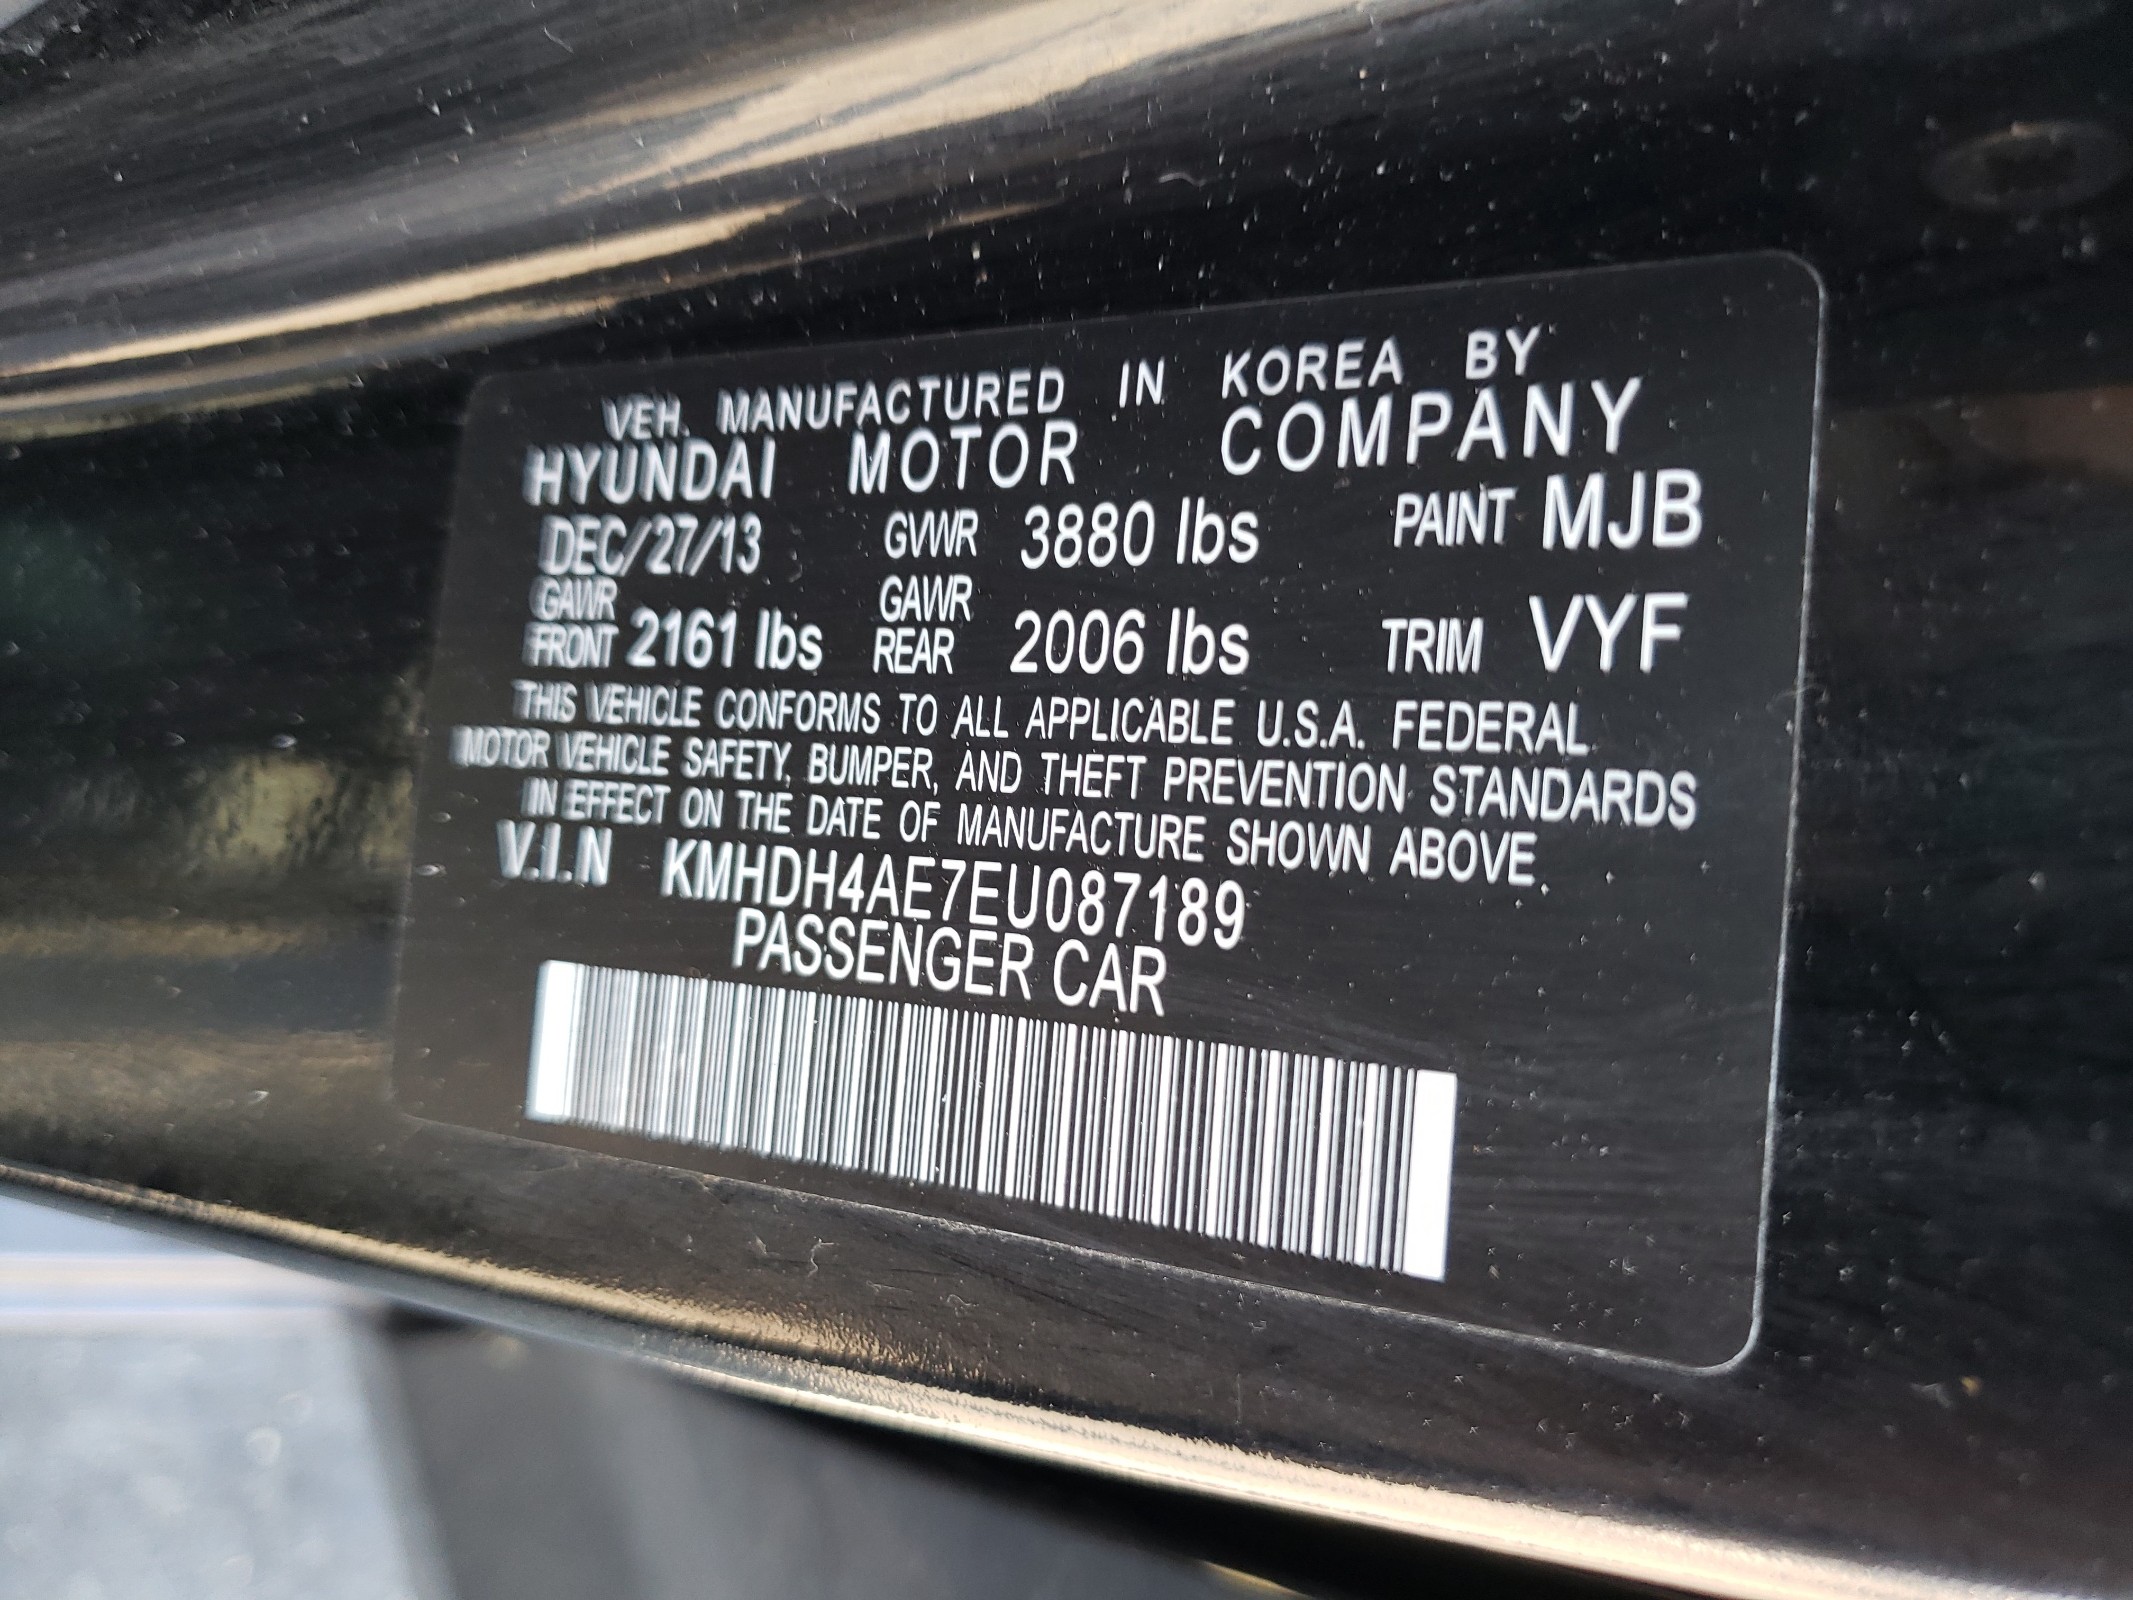 VEH. MANUFACTURED IN KOREA BY
HYUNDAI MOTOR COMPANY
DEC/27/13 GVWR 3880 lbs PAINT MJB
GAWR FRONT 2161 lbs GAWR REAR 2006 lbs TRIM VYF
THIS VEHICLE CONFORMS TO ALL APPLICABLE U.S.A. FEDERAL
MOTOR VEHICLE SAFETY, BUMPER, AND THEFT PREVENTION STANDARDS
IN EFFECT ON THE DATE OF MANUFACTURE SHOWN ABOVE.
V.I.N KMHDH4AE7EU087189
PASSENGER CAR